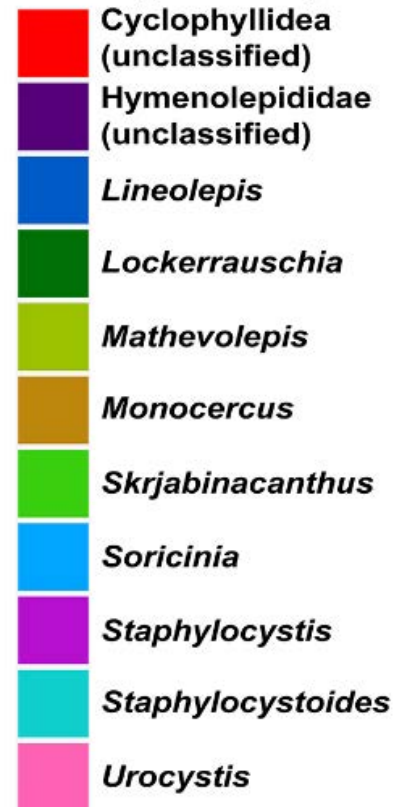 Cyclophyllidea
(unclassified)
Hymenolepididae
(unclassified)
Lineolepis
Lockerrauschia
Mathevolepis
Monocercus
Skrjabinacanthus
Soricinia
Staphylocystis
Staphylocystoides
Urocystis